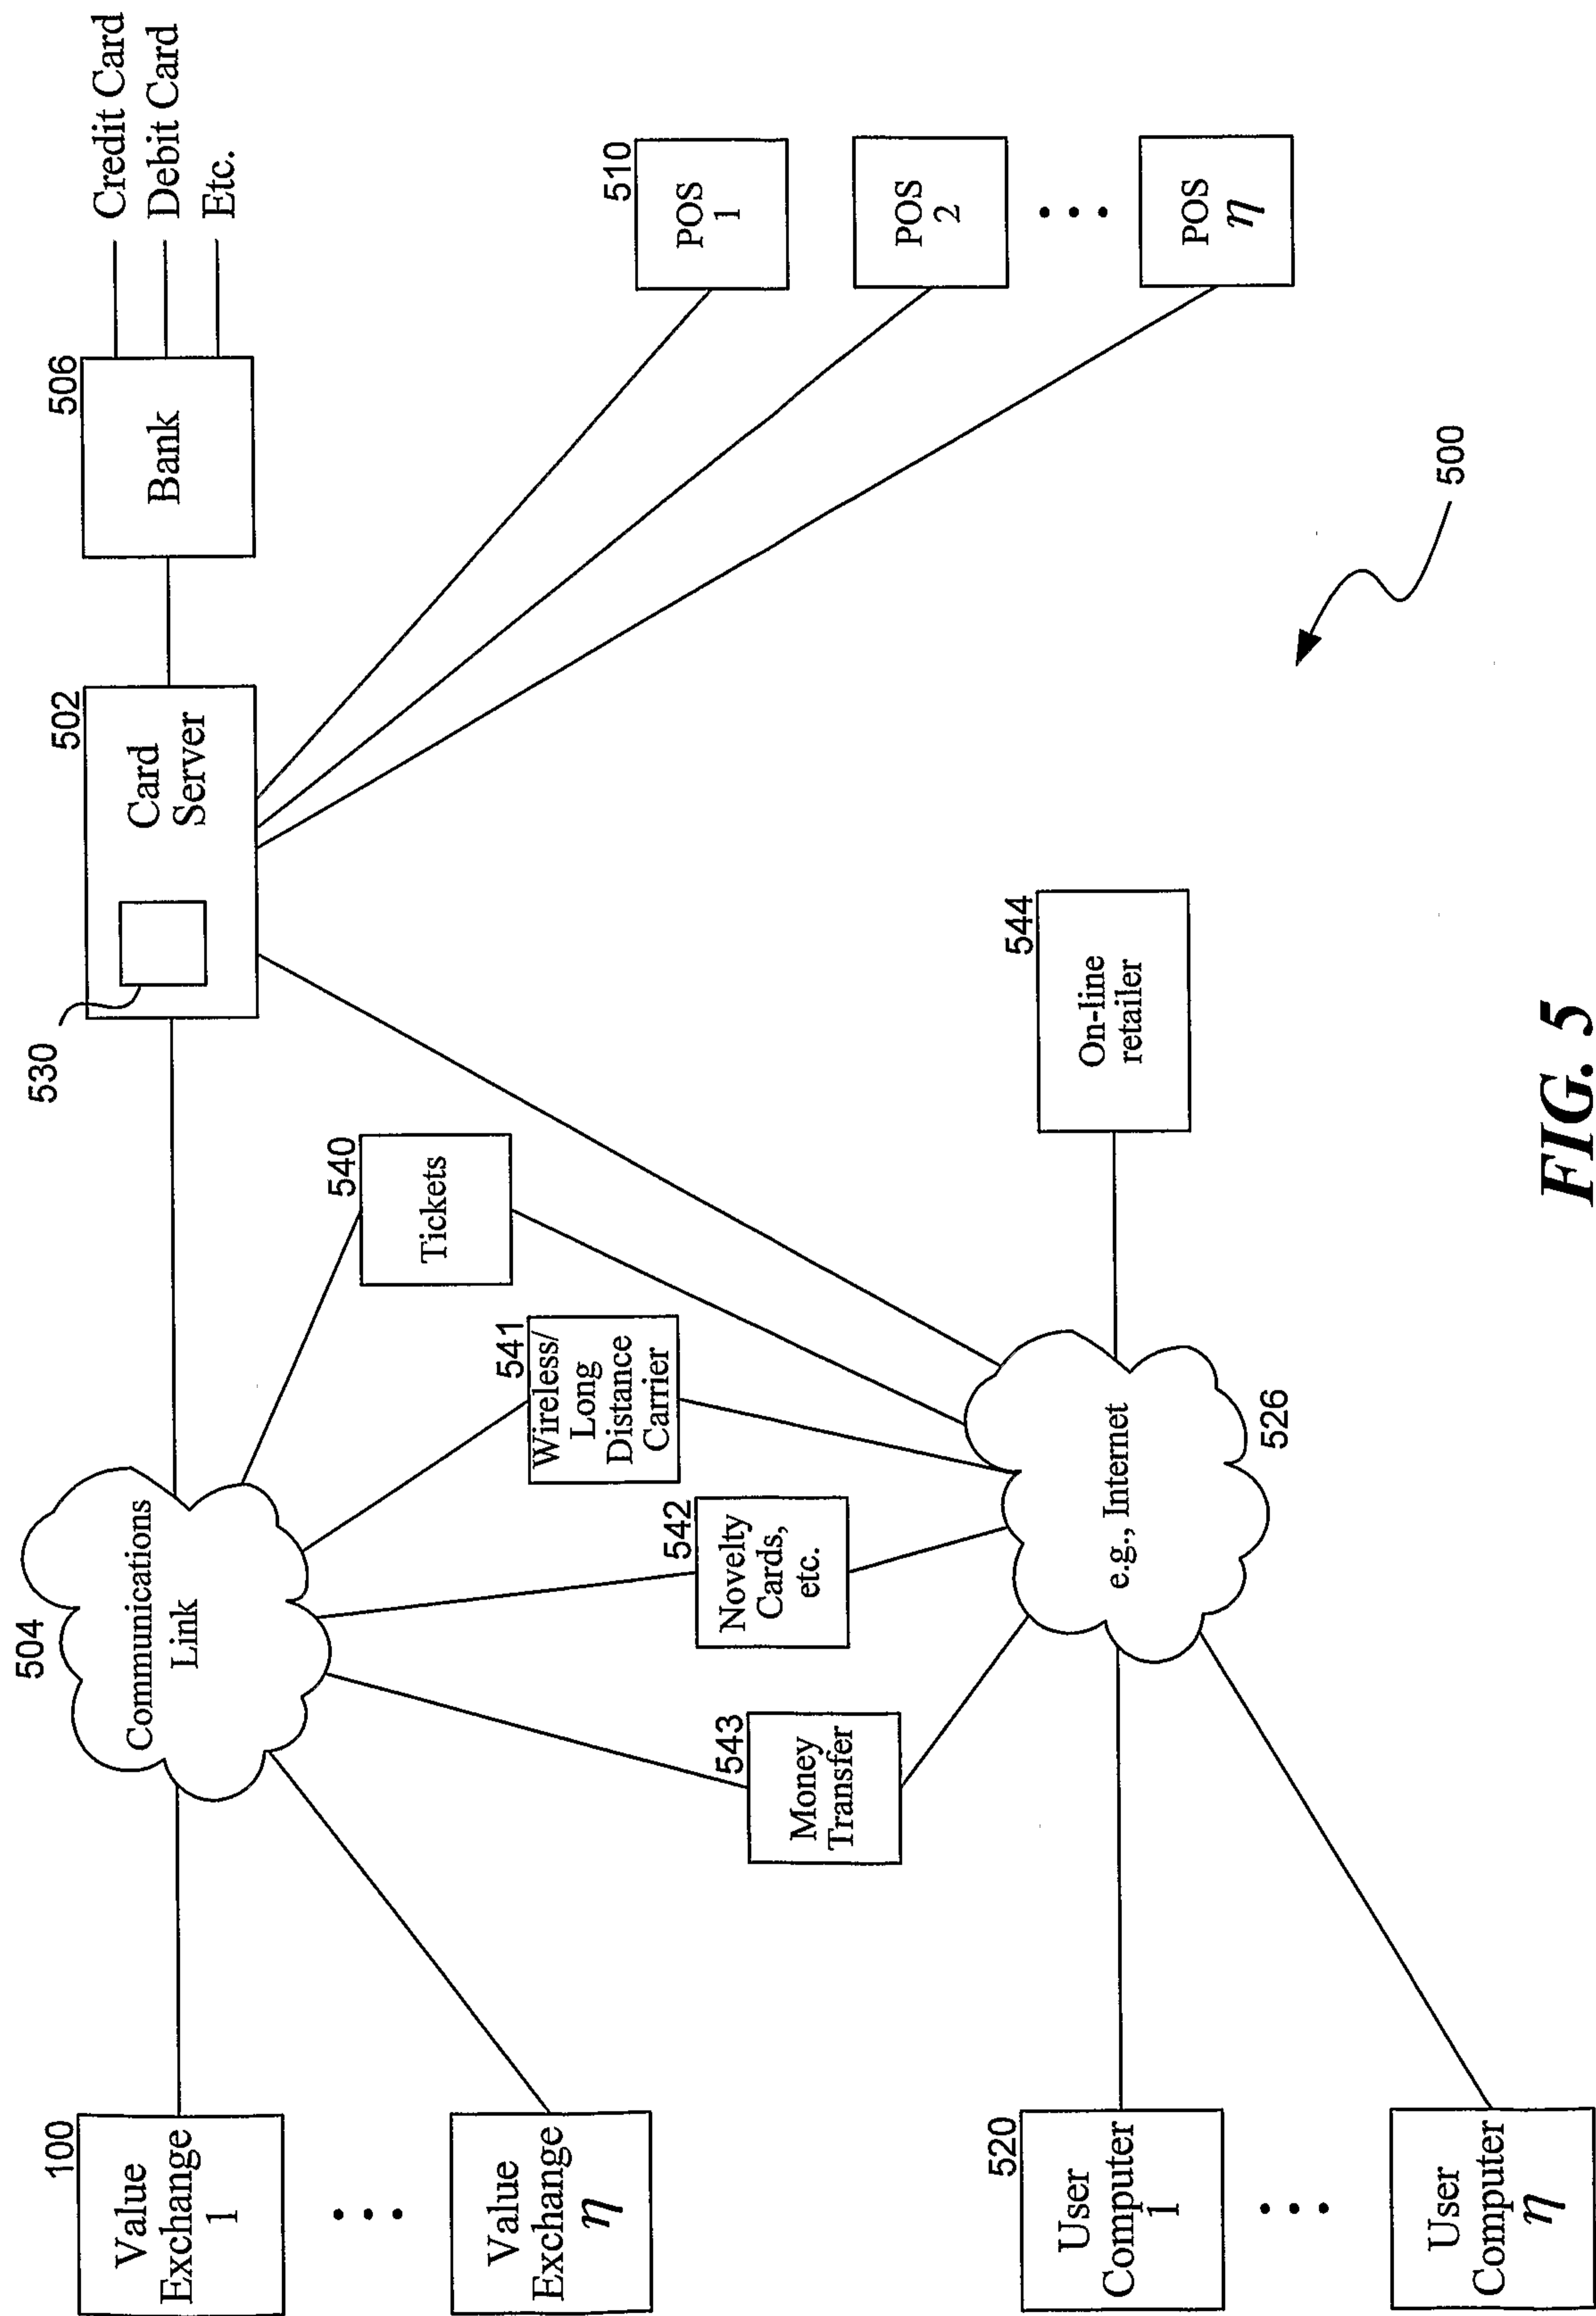 100
Value
Exchange
1
Value
Exchange
η
504
Communications
Link
530
502
Card
Server
506
Bank
Credit Card
Debit Card
Etc.
540
Tickets
541
Wireless/
Long
Distance
Carrier
542
Novelty
Cards,
etc.
543
Money
Transfer
510
POS
1
POS
2
POS
η
520
User
Computer
1
User
Computer
η
e.g., Internet
526
544
On-line
retailer
500
FIG. 5